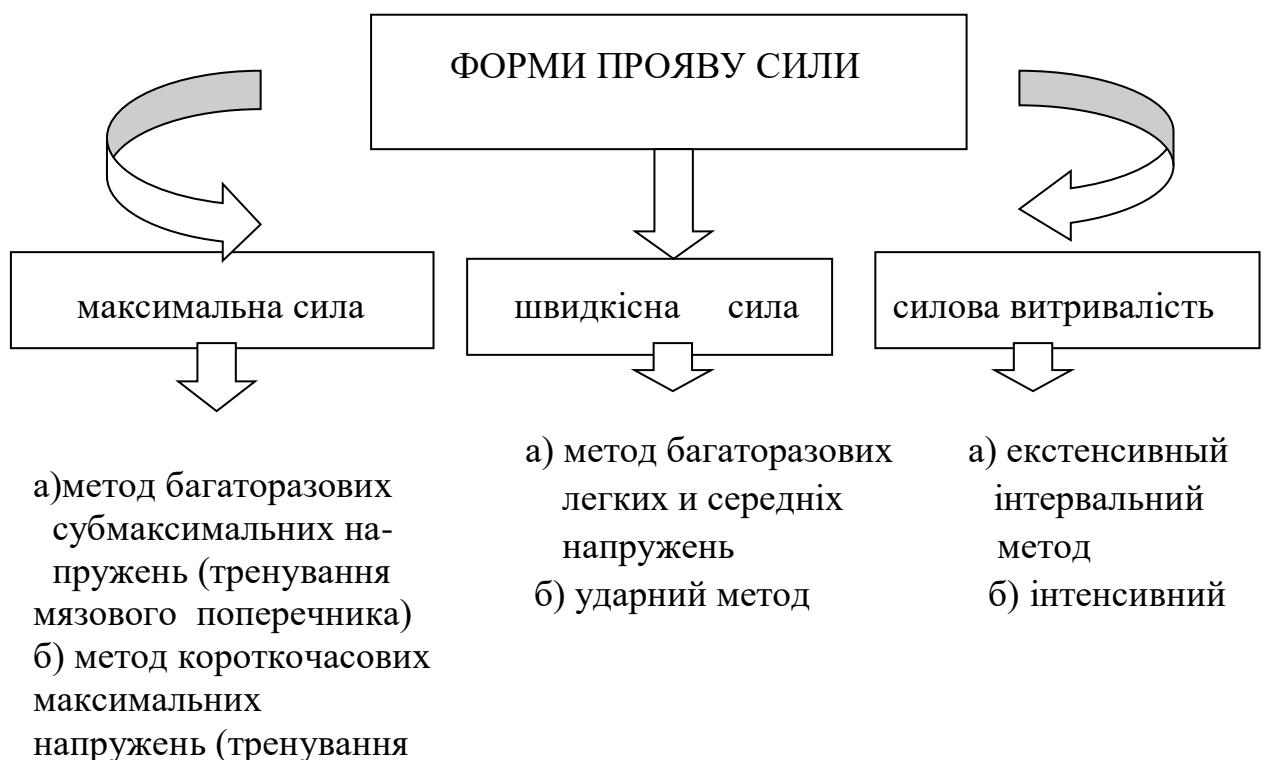 ФОРМИ ПРОЯВУ СИЛИ
максимальна сила
швидкісна сила
силова витривалість
а)метод багаторазових
субмаксимальних на-
пружень (тренування
мязового поперечника)
б) метод короткочасових
максимальних
напружень (тренування
а) метод багаторазових
легких и середніх
напружень
б) ударний метод
а) екстенсивный
інтервальний
метод
б) інтенсивний